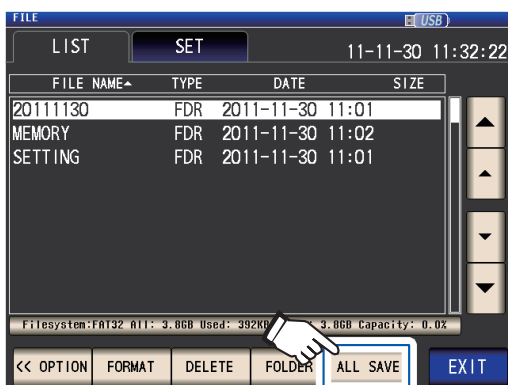 FILE
USB
LIST SET 11-11-30 11:32:22
FILE NAME▲ TYPE DATE SIZE
20111130 FDR 2011-11-30 11:01
MEMORY FDR 2011-11-30 11:02
SETTING FDR 2011-11-30 11:01
Filesystem:FAT32 All: 3.8GB Used: 392KB 3.8GB Capacity: 0.0%
<< OPTION FORMAT DELETE FOLDER ALL SAVE EXIT